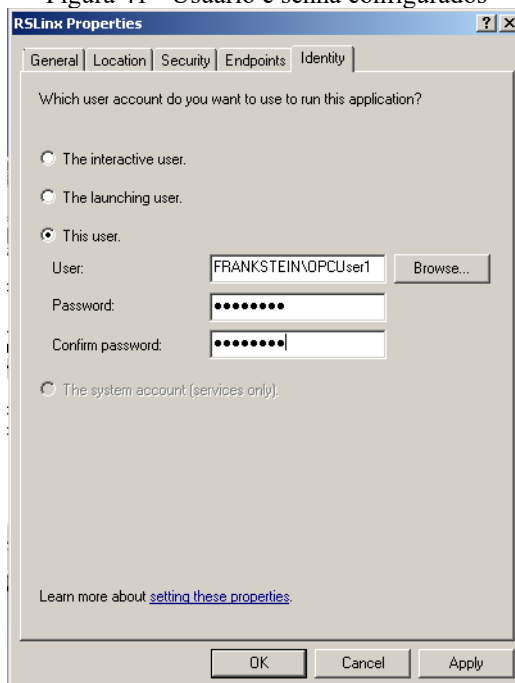 Figura 41 - Usuário e senha configurados
RSLinx Properties
General Location Security Endpoints Identity
Which user account do you want to use to run this application?
The interactive user.
The launching user.
This user.
User: FRANKSTEIN\OPCUser1 Browse...
Password: ••••••••
Confirm password: ••••••••
The system account (services only).
Learn more about setting these properties.
OK Cancel Apply